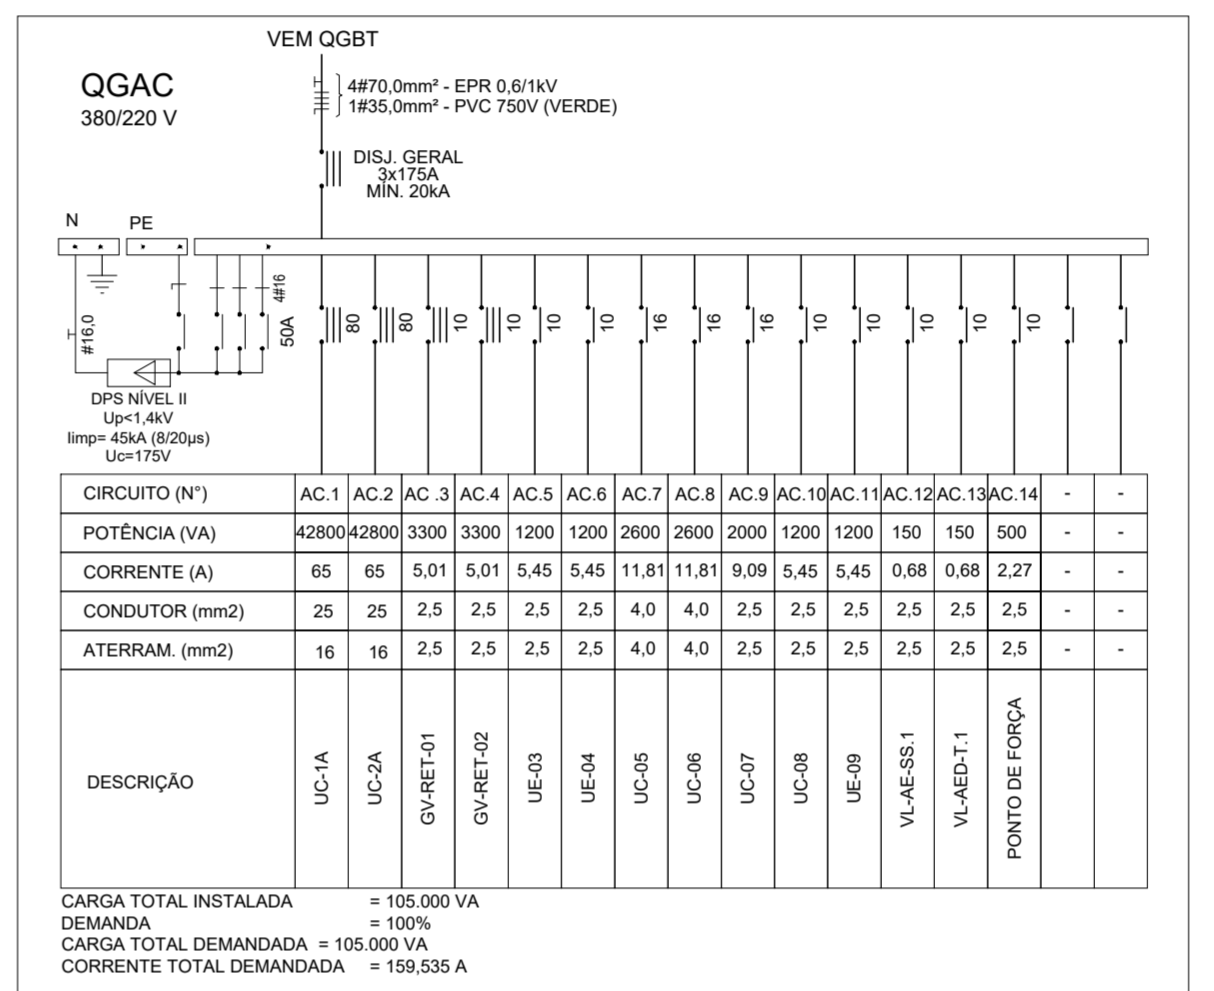 VEM QGBT
QGAC
380/220 V
4#70,0mm² - EPR 0,6/1kV
1#35,0mm² - PVC 750V (VERDE)
DISJ. GERAL
3x175A
MÍN. 20kA
N
PE
4#16
#16,0
50A
80
80
10
10
10
10
16
16
16
10
10
10
10
10
DPS NÍVEL II
Up<1,4kV
Iimp= 45kA (8/20µs)
Uc=175V
CIRCUITO (N°) AC.1 AC.2 AC .3 AC.4 AC.5 AC.6 AC.7 AC.8 AC.9 AC.10 AC.11 AC.12 AC.13 AC.14 - -
POTÊNCIA (VA) 42800 42800 3300 3300 1200 1200 2600 2600 2000 1200 1200 150 150 500 - -
CORRENTE (A) 65 65 5,01 5,01 5,45 5,45 11,81 11,81 9,09 5,45 5,45 0,68 0,68 2,27 - -
CONDUTOR (mm2) 25 25 2,5 2,5 2,5 2,5 4,0 4,0 2,5 2,5 2,5 2,5 2,5 2,5 - -
ATERRAM. (mm2) 16 16 2,5 2,5 2,5 2,5 4,0 4,0 2,5 2,5 2,5 2,5 2,5 2,5 - -
DESCRIÇÃO UC-1A UC-2A GV-RET-01 GV-RET-02 UE-03 UE-04 UC-05 UC-06 UC-07 UC-08 UE-09 VL-AE-SS.1 VL-AED-T.1 PONTO DE FORÇA
CARGA TOTAL INSTALADA = 105.000 VA
DEMANDA = 100%
CARGA TOTAL DEMANDADA = 105.000 VA
CORRENTE TOTAL DEMANDADA = 159,535 A